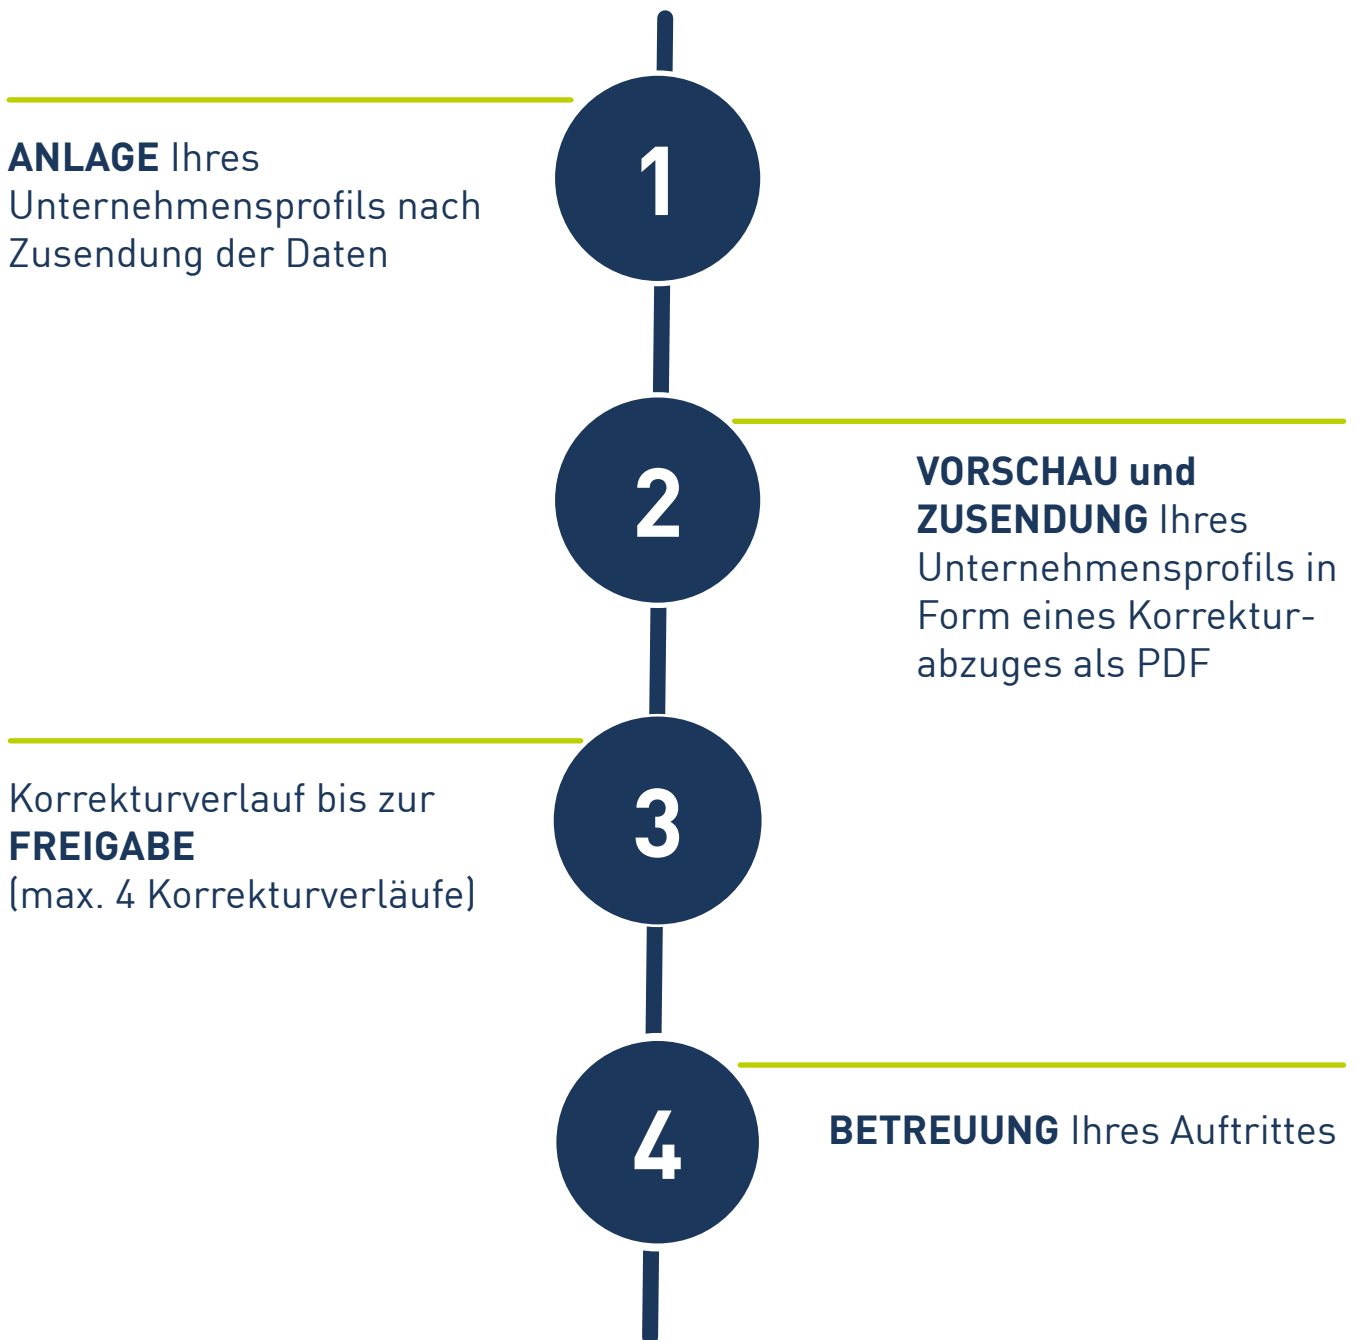 1
ANLAGE Ihres
Unternehmensprofils nach
Zusendung der Daten
2
VORSCHAU und
ZUSENDUNG Ihres
Unternehmensprofils in
Form eines Korrektur-
abzuges als PDF
3
Korrekturverlauf bis zur
FREIGABE
(max. 4 Korrekturverläufe)
4
BETREUUNG Ihres Auftrittes